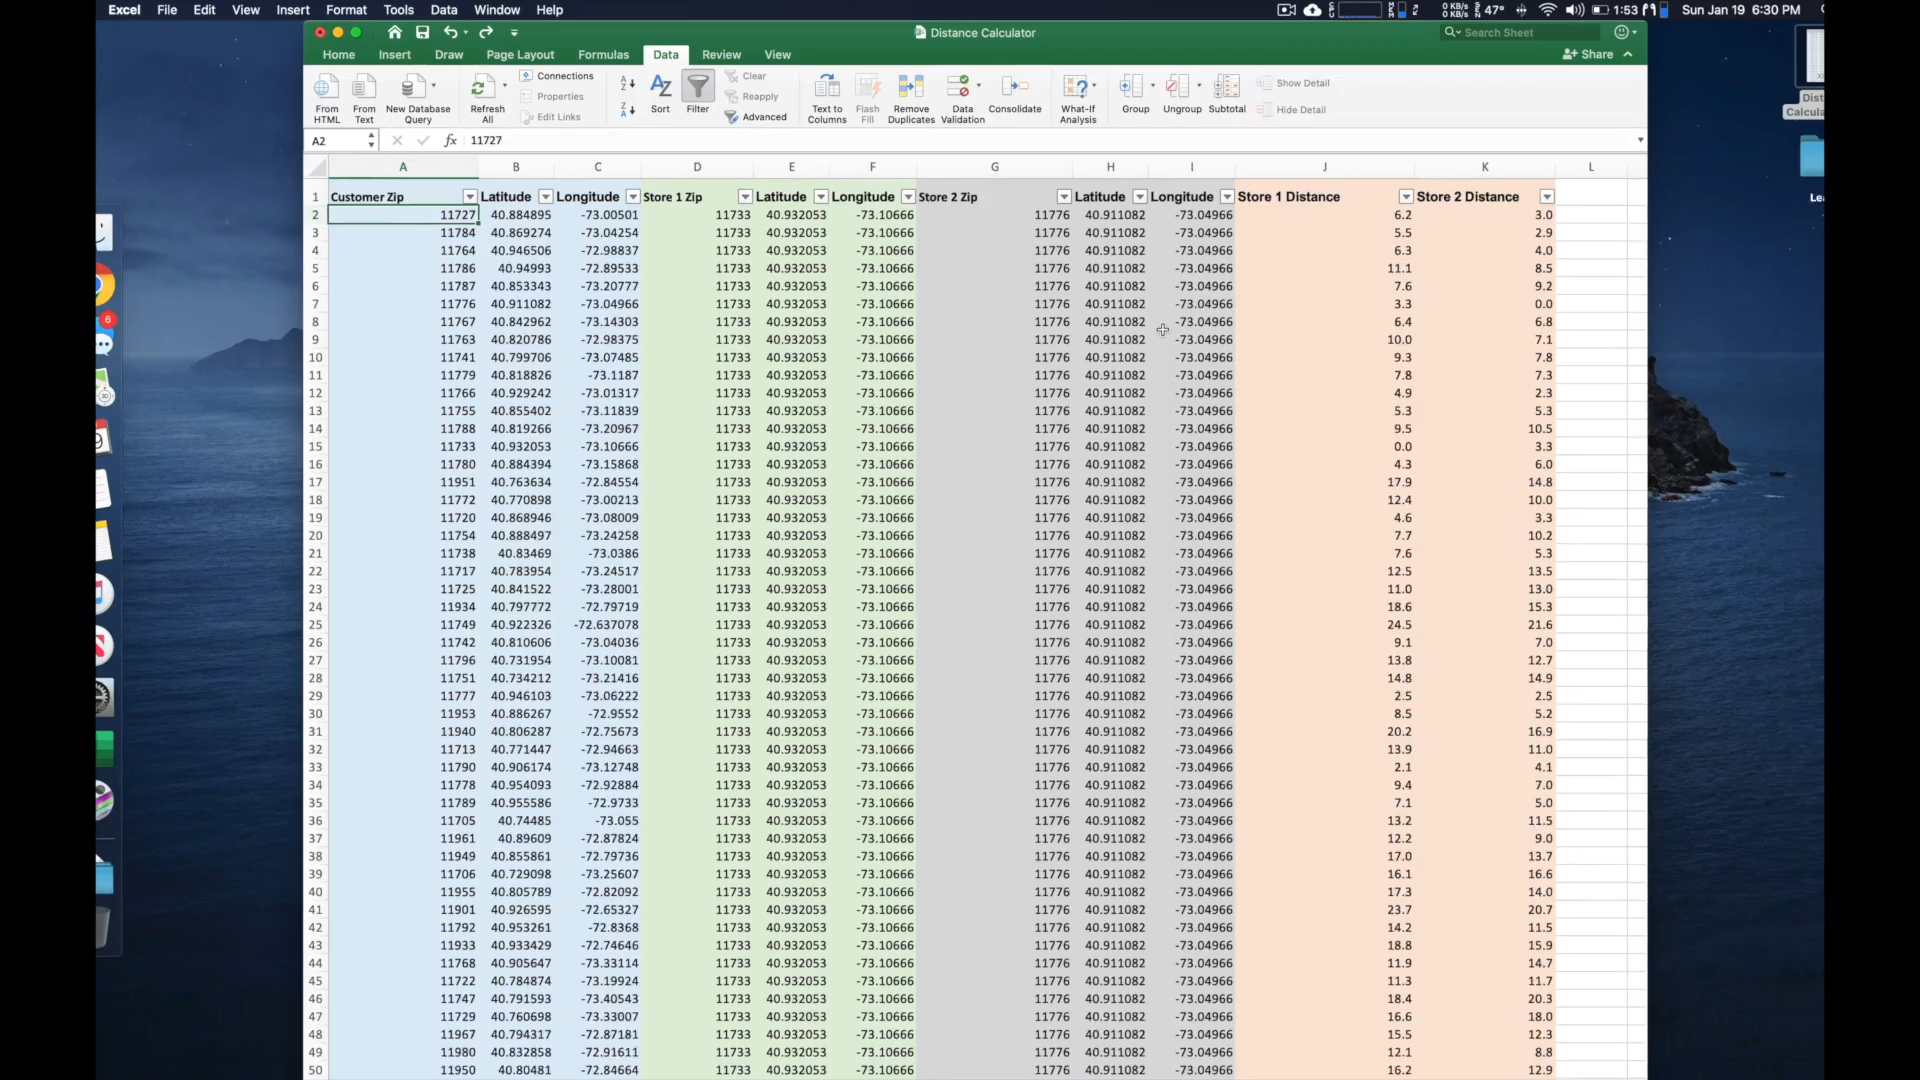 Excel File Edit View Insert Format Tools Data Window Help 0 KB/s 0 KB/s 47° 1:53 Sun Jan 19 6:30 PM
Distance Calculator Search Sheet
Home Insert Draw Page Layout Formulas Data Review View Share
Connections Clear Show Detail
Properties Reapply
Edit Links Advanced Hide Detail
From HTML From Text New Database Query Refresh All Sort Filter Text to Columns Flash Fill Remove Duplicates Data Validation Consolidate What-If Analysis Group Ungroup Subtotal
A2 fx 11727
A B C D E F G H I J K L
1 Customer Zip Latitude Longitude Store 1 Zip Latitude Longitude Store 2 Zip Latitude Longitude Store 1 Distance Store 2 Distance
2 11727 40.884895 -73.00501 11733 40.932053 -73.10666 11776 40.911082 -73.04966 6.2 3.0
3 11784 40.869274 -73.04254 11733 40.932053 -73.10666 11776 40.911082 -73.04966 5.5 2.9
4 11764 40.946506 -72.98837 11733 40.932053 -73.10666 11776 40.911082 -73.04966 6.3 4.0
5 11786 40.94993 -72.89533 11733 40.932053 -73.10666 11776 40.911082 -73.04966 11.1 8.5
6 11787 40.853343 -73.20777 11733 40.932053 -73.10666 11776 40.911082 -73.04966 7.6 9.2
7 11776 40.911082 -73.04966 11733 40.932053 -73.10666 11776 40.911082 -73.04966 3.3 0.0
8 11767 40.842962 -73.14303 11733 40.932053 -73.10666 11776 40.911082 -73.04966 6.4 6.8
9 11763 40.820786 -72.98375 11733 40.932053 -73.10666 11776 40.911082 -73.04966 10.0 7.1
10 11741 40.799706 -73.07485 11733 40.932053 -73.10666 11776 40.911082 -73.04966 9.3 7.8
11 11779 40.818826 -73.1187 11733 40.932053 -73.10666 11776 40.911082 -73.04966 7.8 7.3
12 11766 40.929242 -73.01317 11733 40.932053 -73.10666 11776 40.911082 -73.04966 4.9 2.3
13 11755 40.855402 -73.11839 11733 40.932053 -73.10666 11776 40.911082 -73.04966 5.3 5.3
14 11788 40.819266 -73.20967 11733 40.932053 -73.10666 11776 40.911082 -73.04966 9.5 10.5
15 11733 40.932053 -73.10666 11733 40.932053 -73.10666 11776 40.911082 -73.04966 0.0 3.3
16 11780 40.884394 -73.15868 11733 40.932053 -73.10666 11776 40.911082 -73.04966 4.3 6.0
17 11951 40.763634 -72.84554 11733 40.932053 -73.10666 11776 40.911082 -73.04966 17.9 14.8
18 11772 40.770898 -73.00213 11733 40.932053 -73.10666 11776 40.911082 -73.04966 12.4 10.0
19 11720 40.868946 -73.08009 11733 40.932053 -73.10666 11776 40.911082 -73.04966 4.6 3.3
20 11754 40.888497 -73.24258 11733 40.932053 -73.10666 11776 40.911082 -73.04966 7.7 10.2
21 11738 40.83469 -73.0386 11733 40.932053 -73.10666 11776 40.911082 -73.04966 7.6 5.3
22 11717 40.783954 -73.24517 11733 40.932053 -73.10666 11776 40.911082 -73.04966 12.5 13.5
23 11725 40.841522 -73.28001 11733 40.932053 -73.10666 11776 40.911082 -73.04966 11.0 13.0
24 11934 40.797772 -72.79719 11733 40.932053 -73.10666 11776 40.911082 -73.04966 18.6 15.3
25 11749 40.922326 -72.637078 11733 40.932053 -73.10666 11776 40.911082 -73.04966 24.5 21.6
26 11742 40.810606 -73.04036 11733 40.932053 -73.10666 11776 40.911082 -73.04966 9.1 7.0
27 11796 40.731954 -73.10081 11733 40.932053 -73.10666 11776 40.911082 -73.04966 13.8 12.7
28 11751 40.734212 -73.21416 11733 40.932053 -73.10666 11776 40.911082 -73.04966 14.8 14.9
29 11777 40.946103 -73.06222 11733 40.932053 -73.10666 11776 40.911082 -73.04966 2.5 2.5
30 11953 40.886267 -72.9552 11733 40.932053 -73.10666 11776 40.911082 -73.04966 8.5 5.2
31 11940 40.806287 -72.75673 11733 40.932053 -73.10666 11776 40.911082 -73.04966 20.2 16.9
32 11713 40.771447 -72.94663 11733 40.932053 -73.10666 11776 40.911082 -73.04966 13.9 11.0
33 11790 40.906174 -73.12748 11733 40.932053 -73.10666 11776 40.911082 -73.04966 2.1 4.1
34 11778 40.954093 -72.92884 11733 40.932053 -73.10666 11776 40.911082 -73.04966 9.4 7.0
35 11789 40.955586 -72.9733 11733 40.932053 -73.10666 11776 40.911082 -73.04966 7.1 5.0
36 11705 40.74485 -73.055 11733 40.932053 -73.10666 11776 40.911082 -73.04966 13.2 11.5
37 11961 40.89609 -72.87824 11733 40.932053 -73.10666 11776 40.911082 -73.04966 12.2 9.0
38 11949 40.855861 -72.79736 11733 40.932053 -73.10666 11776 40.911082 -73.04966 17.0 13.7
39 11706 40.729098 -73.25607 11733 40.932053 -73.10666 11776 40.911082 -73.04966 16.1 16.6
40 11955 40.805789 -72.82092 11733 40.932053 -73.10666 11776 40.911082 -73.04966 17.3 14.0
41 11901 40.926595 -72.65327 11733 40.932053 -73.10666 11776 40.911082 -73.04966 23.7 20.7
42 11792 40.953261 -72.8368 11733 40.932053 -73.10666 11776 40.911082 -73.04966 14.2 11.5
43 11933 40.933429 -72.74646 11733 40.932053 -73.10666 11776 40.911082 -73.04966 18.8 15.9
44 11768 40.905647 -73.33114 11733 40.932053 -73.10666 11776 40.911082 -73.04966 11.9 14.7
45 11722 40.784874 -73.19924 11733 40.932053 -73.10666 11776 40.911082 -73.04966 11.3 11.7
46 11747 40.791593 -73.40543 11733 40.932053 -73.10666 11776 40.911082 -73.04966 18.4 20.3
47 11729 40.760698 -73.33007 11733 40.932053 -73.10666 11776 40.911082 -73.04966 16.6 18.0
48 11967 40.794317 -72.87181 11733 40.932053 -73.10666 11776 40.911082 -73.04966 15.5 12.3
49 11980 40.832858 -72.91611 11733 40.932053 -73.10666 11776 40.911082 -73.04966 12.1 8.8
50 11950 40.80481 -72.84664 11733 40.932053 -73.10666 11776 40.911082 -73.04966 16.2 12.9
Dist
Calcula
Lea
6